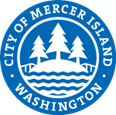 CITY OF MERCER ISLAND
WASHINGTON